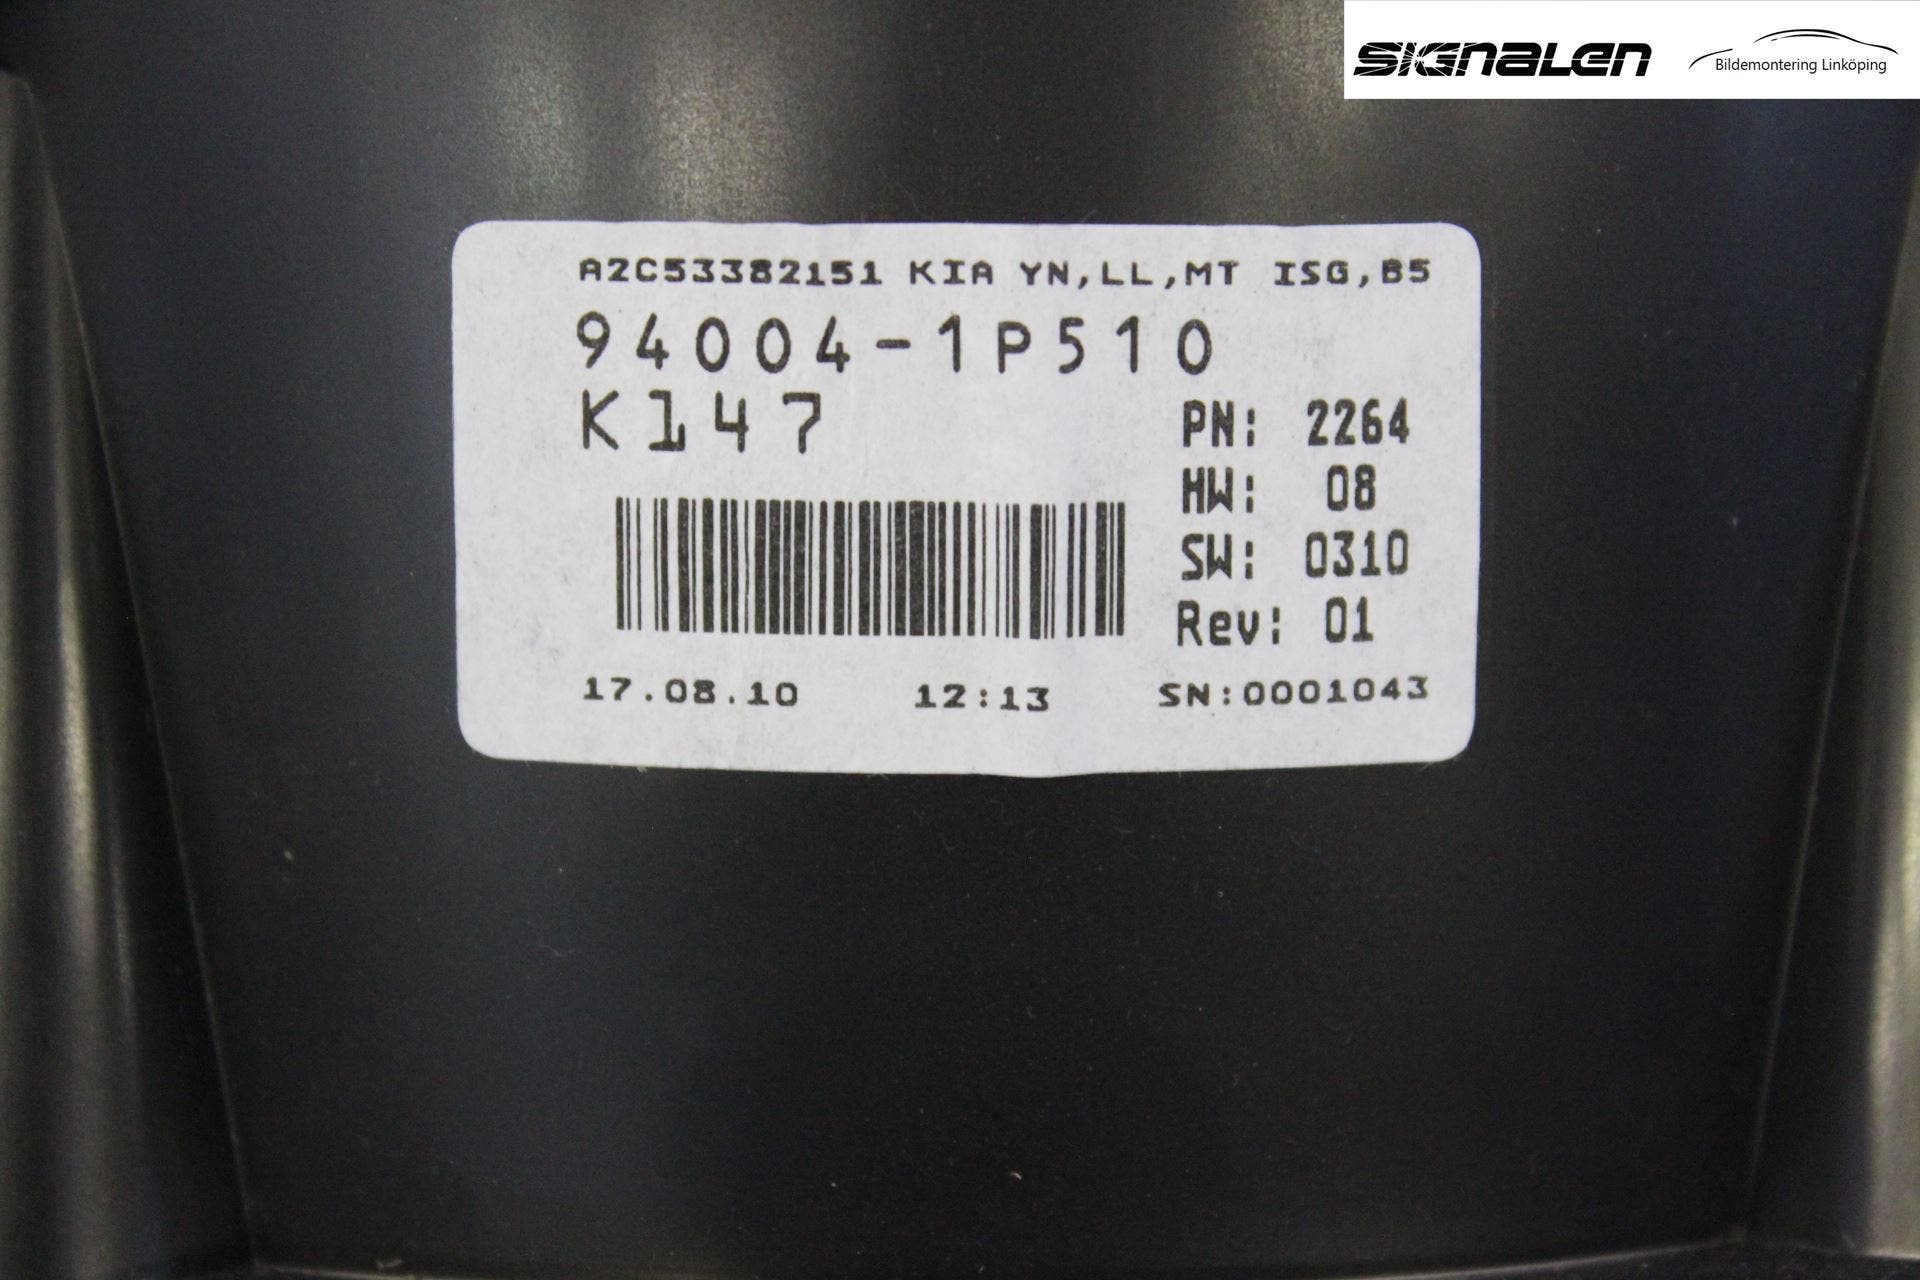 SIGNALEN
Bildemontering Linköping
A2C53382151 KIA YN,LL,MT ISG,B5
94004-1P510
K147
PN: 2264
HW: 08
SW: 0310
Rev: 01
17.08.10 12:13 SN:0001043